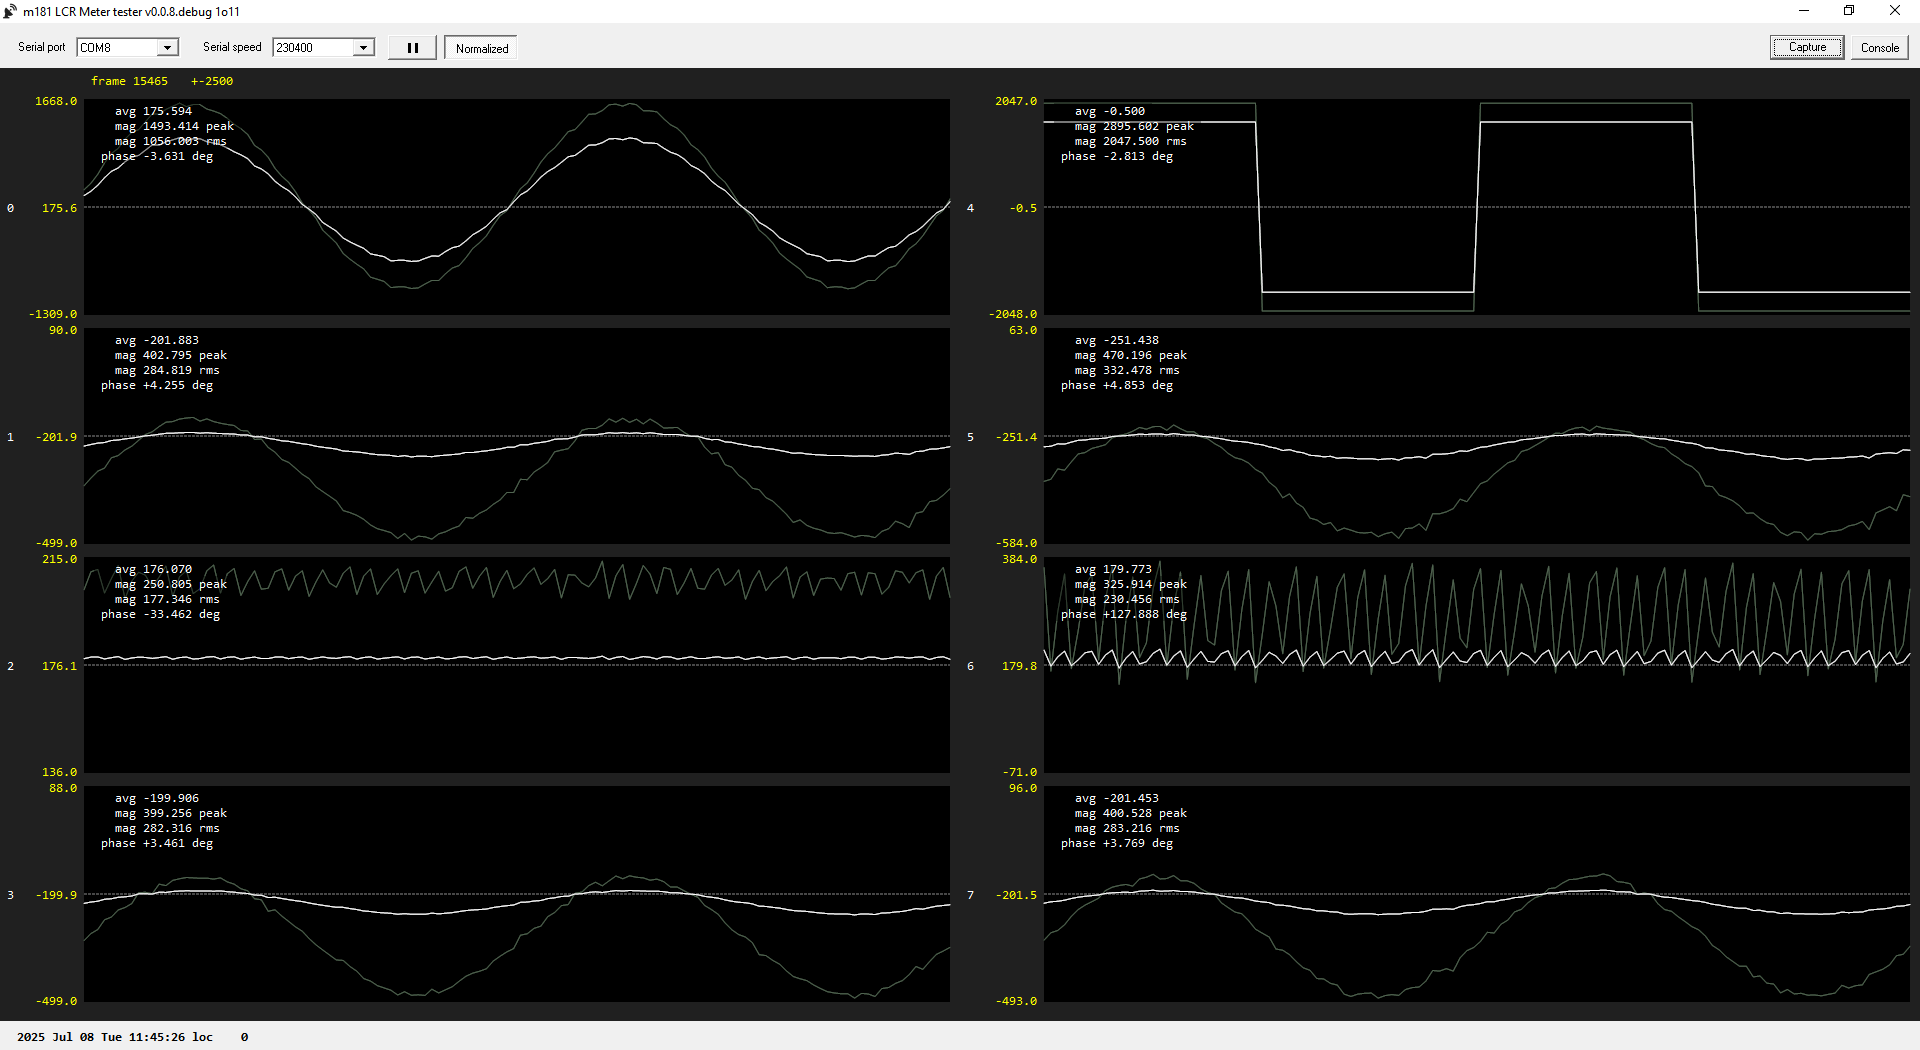 m181 LCR Meter tester v0.0.8.debug 1o11
Serial port COM8 Serial speed 230400 Normalized Capture Console
frame 15465 +-2500
1668.0
avg 175.594
mag 1493.414 peak
mag 1056.003 rms
phase -3.631 deg
0 175.6
-1309.0
90.0
avg -201.883
mag 402.795 peak
mag 284.819 rms
phase +4.255 deg
1 -201.9
-499.0
215.0
avg 176.070
mag 250.805 peak
mag 177.346 rms
phase -33.462 deg
2 176.1
136.0
88.0
avg -199.906
mag 399.256 peak
mag 282.316 rms
phase +3.461 deg
3 -199.9
-499.0
2047.0
avg -0.500
mag 2895.602 peak
mag 2047.500 rms
phase -2.813 deg
4 -0.5
-2048.0
63.0
avg -251.438
mag 470.196 peak
mag 332.478 rms
phase +4.853 deg
5 -251.4
-584.0
384.0
avg 179.773
mag 325.914 peak
mag 230.456 rms
phase +127.888 deg
6 179.8
-71.0
96.0
avg -201.453
mag 400.528 peak
mag 283.216 rms
phase +3.769 deg
7 -201.5
-493.0
2025 Jul 08 Tue 11:45:26 loc 0